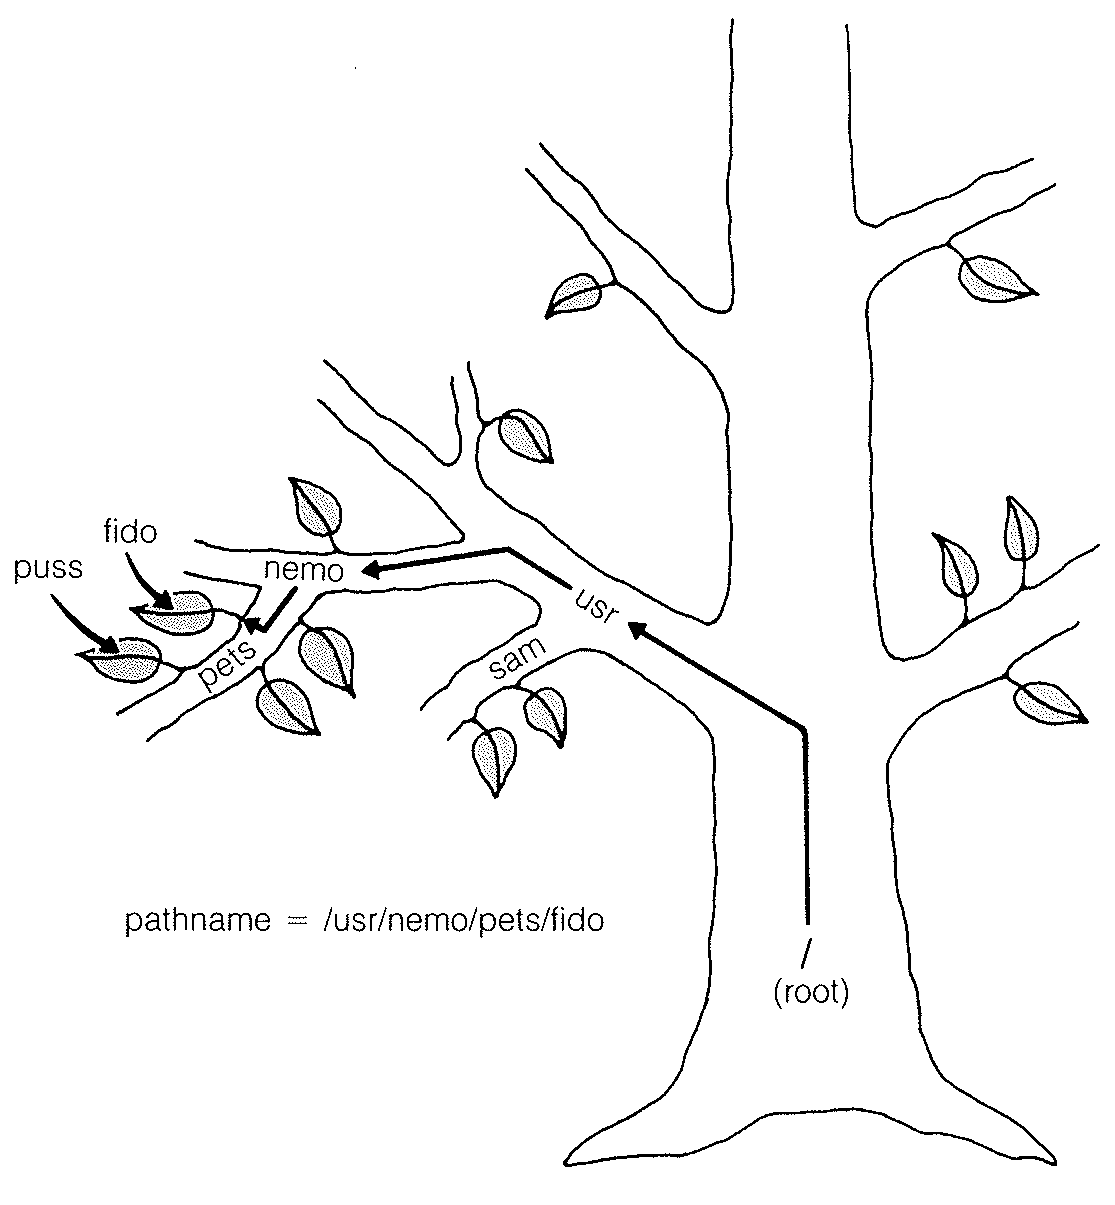 fido
puss
nemo
usr
pets
sam
pathname = /usr/nemo/pets/fido
/
(root)